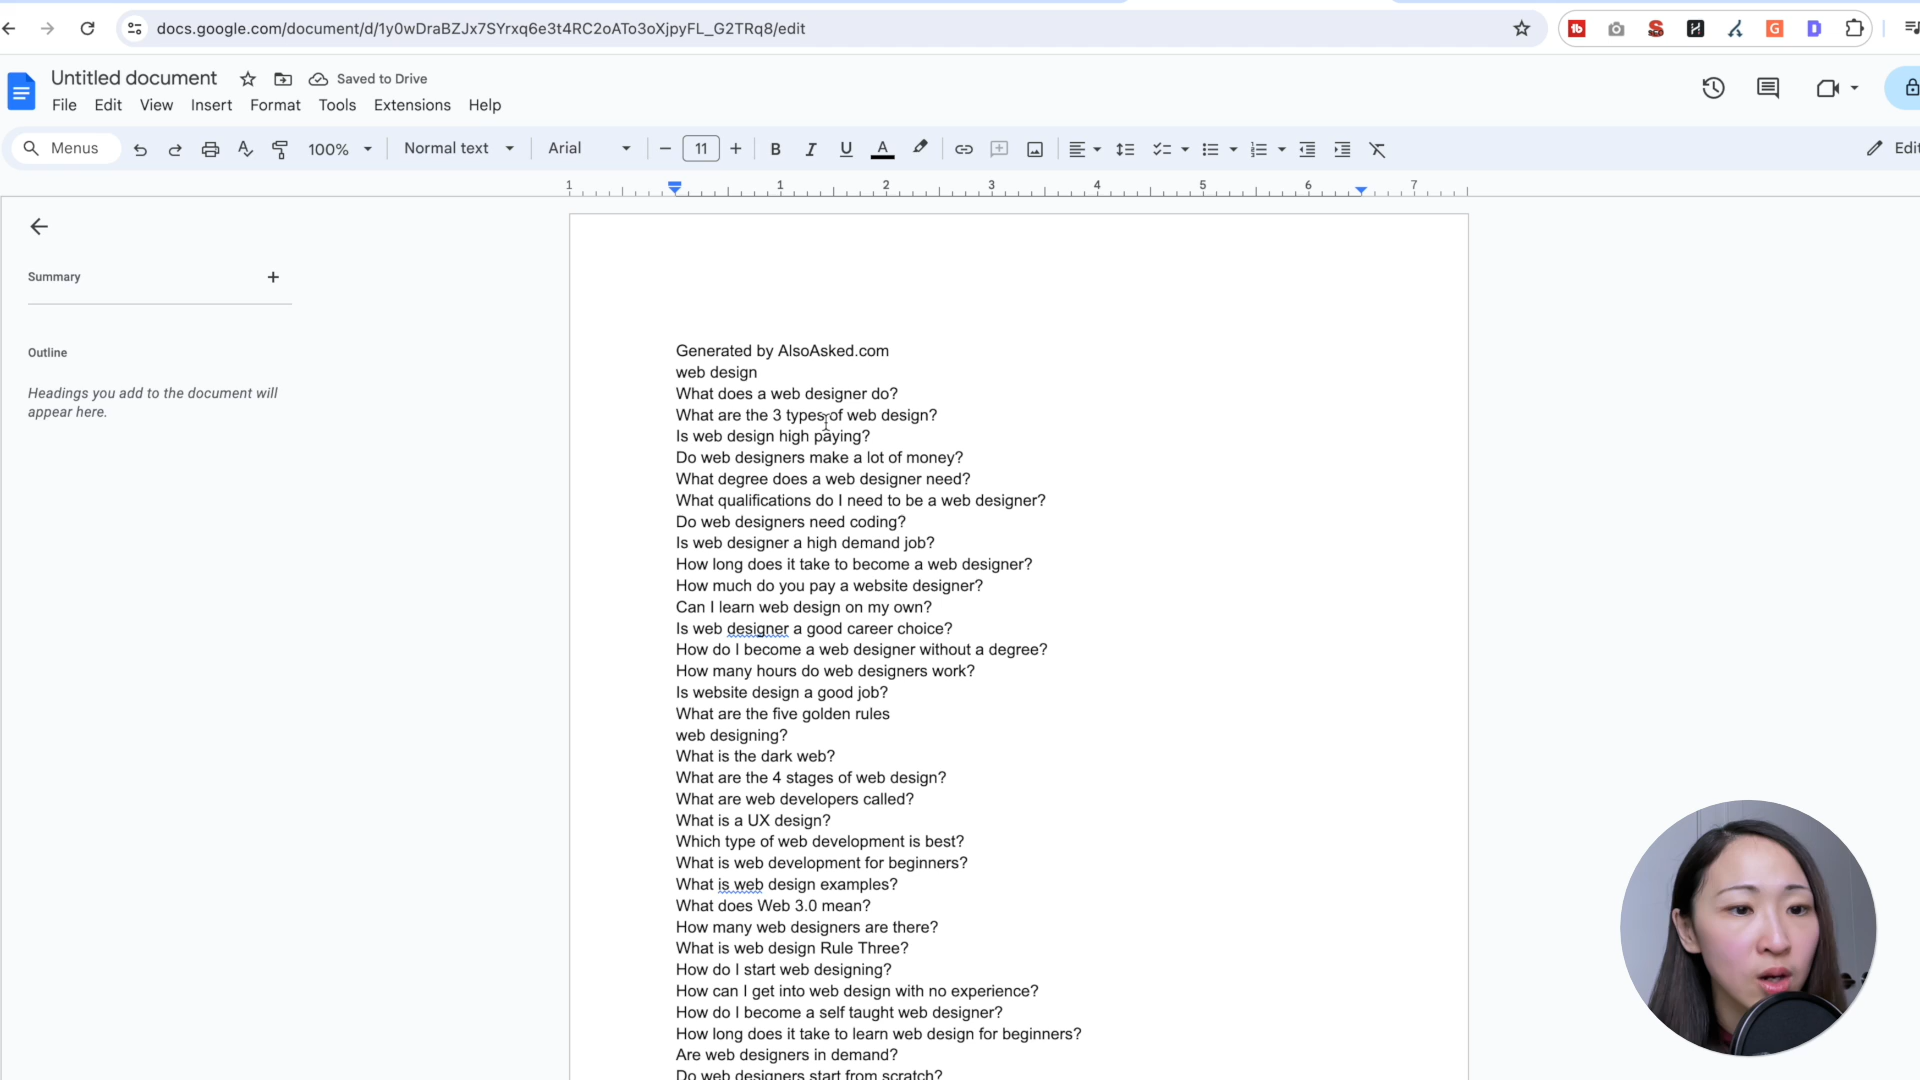 docs.google.com/document/d/1y0wDraBZJx7SYrxq6e3t4RC2oATo3oXjpyFL_G2TRq8/edit
Untitled document
Saved to Drive
File Edit View Insert Format Tools Extensions Help
Menus 100% Normal text Arial 11 B I U A
1 1 2 3 4 5 6 7
Summary
Outline
Headings you add to the document will
appear here.
Generated by AlsoAsked.com
web design
What does a web designer do?
What are the 3 types of web design?
Is web design high paying?
Do web designers make a lot of money?
What degree does a web designer need?
What qualifications do I need to be a web designer?
Do web designers need coding?
Is web designer a high demand job?
How long does it take to become a web designer?
How much do you pay a website designer?
Can I learn web design on my own?
Is web designer a good career choice?
How do I become a web designer without a degree?
How many hours do web designers work?
Is website design a good job?
What are the five golden rules
web designing?
What is the dark web?
What are the 4 stages of web design?
What are web developers called?
What is a UX design?
Which type of web development is best?
What is web development for beginners?
What is web design examples?
What does Web 3.0 mean?
How many web designers are there?
What is web design Rule Three?
How do I start web designing?
How can I get into web design with no experience?
How do I become a self taught web designer?
How long does it take to learn web design for beginners?
Are web designers in demand?
Do web designers start from scratch?